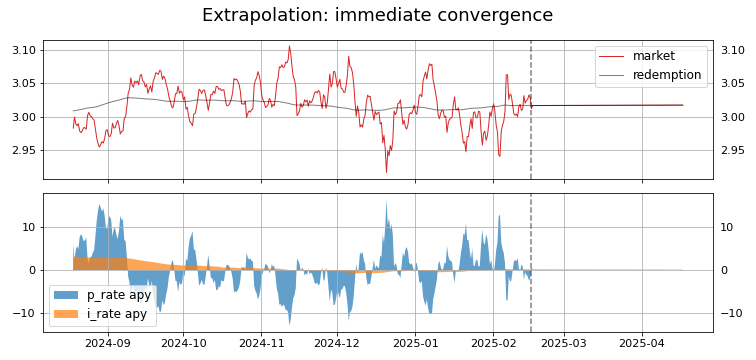 Extrapolation: immediate convergence
3.10 3.10
market
3.05 redemption 3.05
3.00 3.00
2.95 2.95
10 10
0 0
p_rate apy
−10 i_rate apy −10
2024-09 2024-10 2024-11 2024-12 2025-01 2025-02 2025-03 2025-04